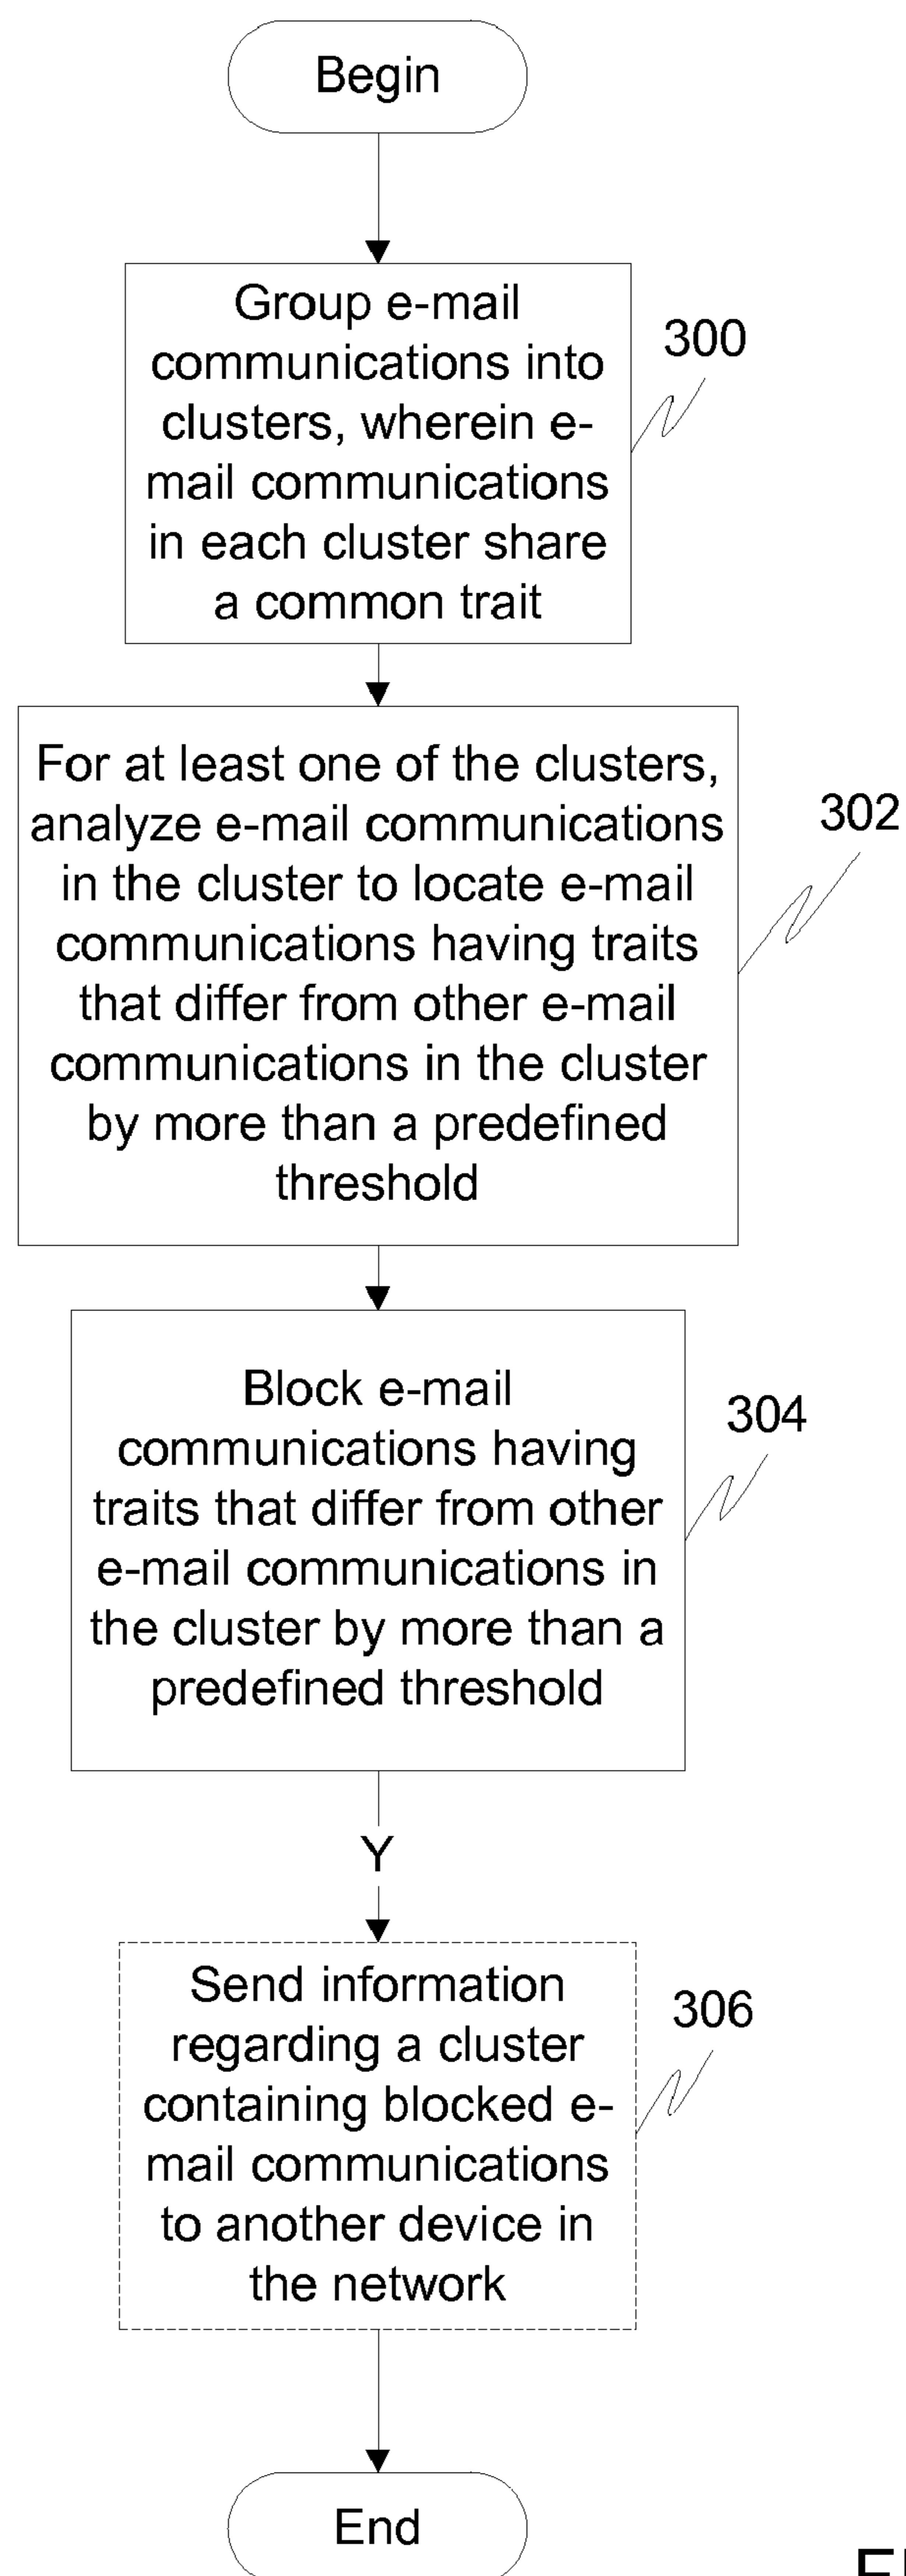 Begin
Group e-mail
communications into
clusters, wherein e-
mail communications
in each cluster share
a common trait
300
For at least one of the clusters,
analyze e-mail communications
in the cluster to locate e-mail
communications having traits
that differ from other e-mail
communications in the cluster
by more than a predefined
threshold
302
Block e-mail
communications having
traits that differ from other
e-mail communications in
the cluster by more than a
predefined threshold
304
Y
Send information
regarding a cluster
containing blocked e-
mail communications
to another device in
the network
306
End